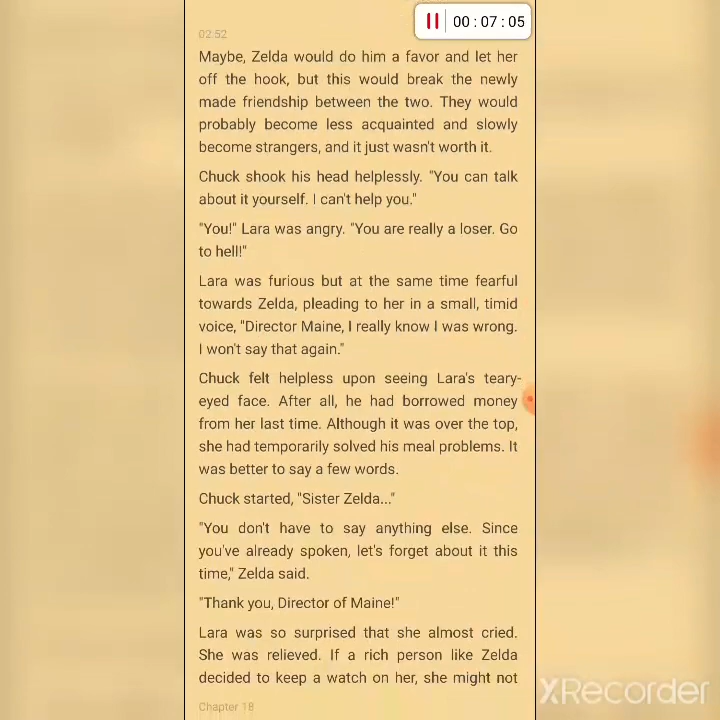 00:07:05
02:52
Maybe, Zelda would do him a favor and let her
off the hook, but this would break the newly
made friendship between the two. They would
probably become less acquainted and slowly
become strangers, and it just wasn't worth it.
Chuck shook his head helplessly. "You can talk
about it yourself. I can't help you."
"You!" Lara was angry. "You are really a loser. Go
to hell!"
Lara was furious but at the same time fearful
towards Zelda, pleading to her in a small, timid
voice, "Director Maine, I really know I was wrong.
I won't say that again."
Chuck felt helpless upon seeing Lara's teary-
eyed face. After all, he had borrowed money
from her last time. Although it was over the top,
she had temporarily solved his meal problems. It
was better to say a few words.
Chuck started, "Sister Zelda..."
"You don't have to say anything else. Since
you've already spoken, let's forget about it this
time," Zelda said.
"Thank you, Director of Maine!"
Lara was so surprised that she almost cried.
She was relieved. If a rich person like Zelda
decided to keep a watch on her, she might not
Chapter 18
XRecorder